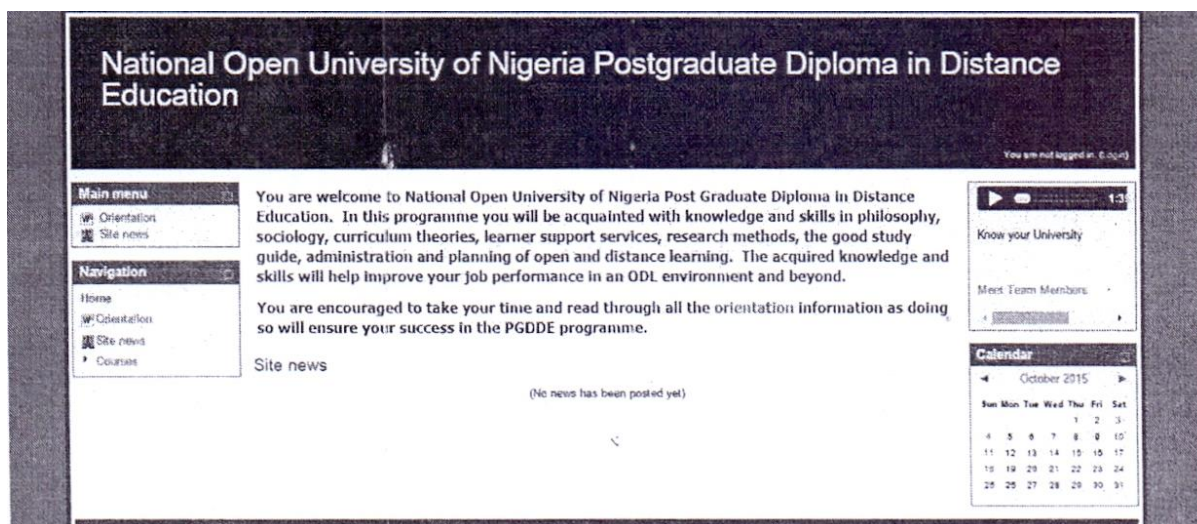 National Open University of Nigeria Postgraduate Diploma in Distance
Education
You are not logged in. (Login)
Main menu
Orientation
Site news
Navigation
Home
Orientation
Site news
Courses
You are welcome to National Open University of Nigeria Post Graduate Diploma in Distance
Education. In this programme you will be acquainted with knowledge and skills in philosophy,
sociology, curriculum theories, learner support services, research methods, the good study
guide, administration and planning of open and distance learning. The acquired knowledge and
skills will help improve your job performance in an ODL environment and beyond.
You are encouraged to take your time and read through all the orientation information as doing
so will ensure your success in the PGDDE programme.
Site news
(No news has been posted yet)
Know your University
Meet Team Members
Calendar
October 2015
Sun Mon Tue Wed Thu Fri Sat
1 2 3
4 5 6 7 8 9 10
11 12 13 14 15 16 17
18 19 20 21 22 23 24
25 26 27 28 29 30 31